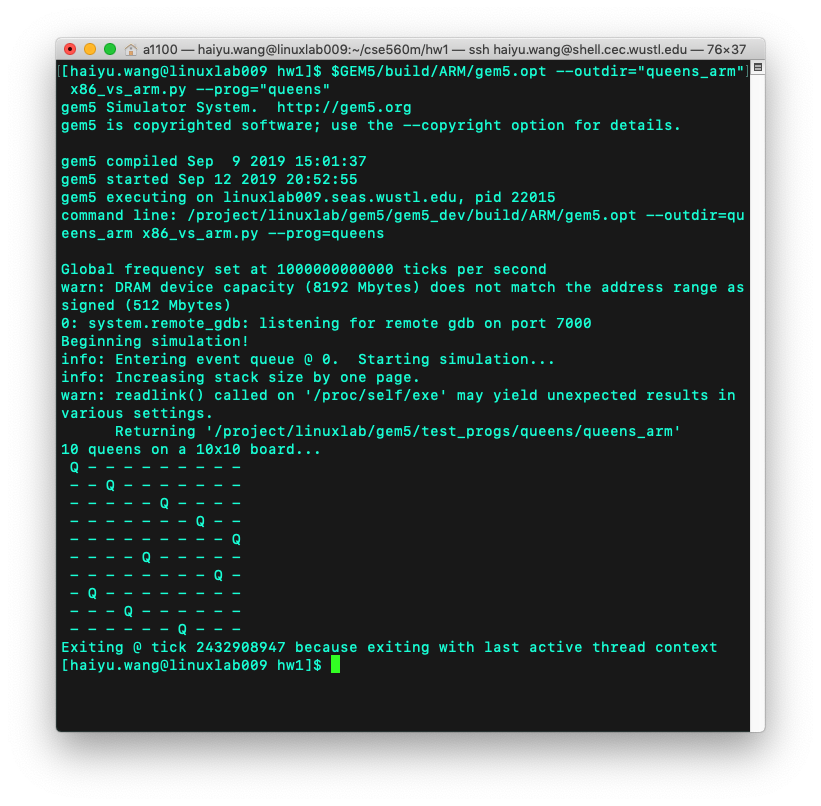 a1100 — haiyu.wang@linuxlab009:~/cse560m/hw1 — ssh haiyu.wang@shell.cec.wustl.edu — 76×37
[[haiyu.wang@linuxlab009 hw1]$ $GEM5/build/ARM/gem5.opt --outdir="queens_arm"]
 x86_vs_arm.py --prog="queens"
gem5 Simulator System.  http://gem5.org
gem5 is copyrighted software; use the --copyright option for details.

gem5 compiled Sep  9 2019 15:01:37
gem5 started Sep 12 2019 20:52:55
gem5 executing on linuxlab009.seas.wustl.edu, pid 22015
command line: /project/linuxlab/gem5/gem5_dev/build/ARM/gem5.opt --outdir=qu
eens_arm x86_vs_arm.py --prog=queens

Global frequency set at 1000000000000 ticks per second
warn: DRAM device capacity (8192 Mbytes) does not match the address range as
signed (512 Mbytes)
0: system.remote_gdb: listening for remote gdb on port 7000
Beginning simulation!
info: Entering event queue @ 0.  Starting simulation...
info: Increasing stack size by one page.
warn: readlink() called on '/proc/self/exe' may yield unexpected results in
various settings.
      Returning '/project/linuxlab/gem5/test_progs/queens/queens_arm'
10 queens on a 10x10 board...
 Q - - - - - - - - -
 - - Q - - - - - - -
 - - - - - Q - - - -
 - - - - - - - Q - -
 - - - - - - - - - Q
 - - - - Q - - - - -
 - - - - - - - - Q -
 - Q - - - - - - - -
 - - - Q - - - - - -
 - - - - - - Q - - -
Exiting @ tick 2432908947 because exiting with last active thread context
[haiyu.wang@linuxlab009 hw1]$